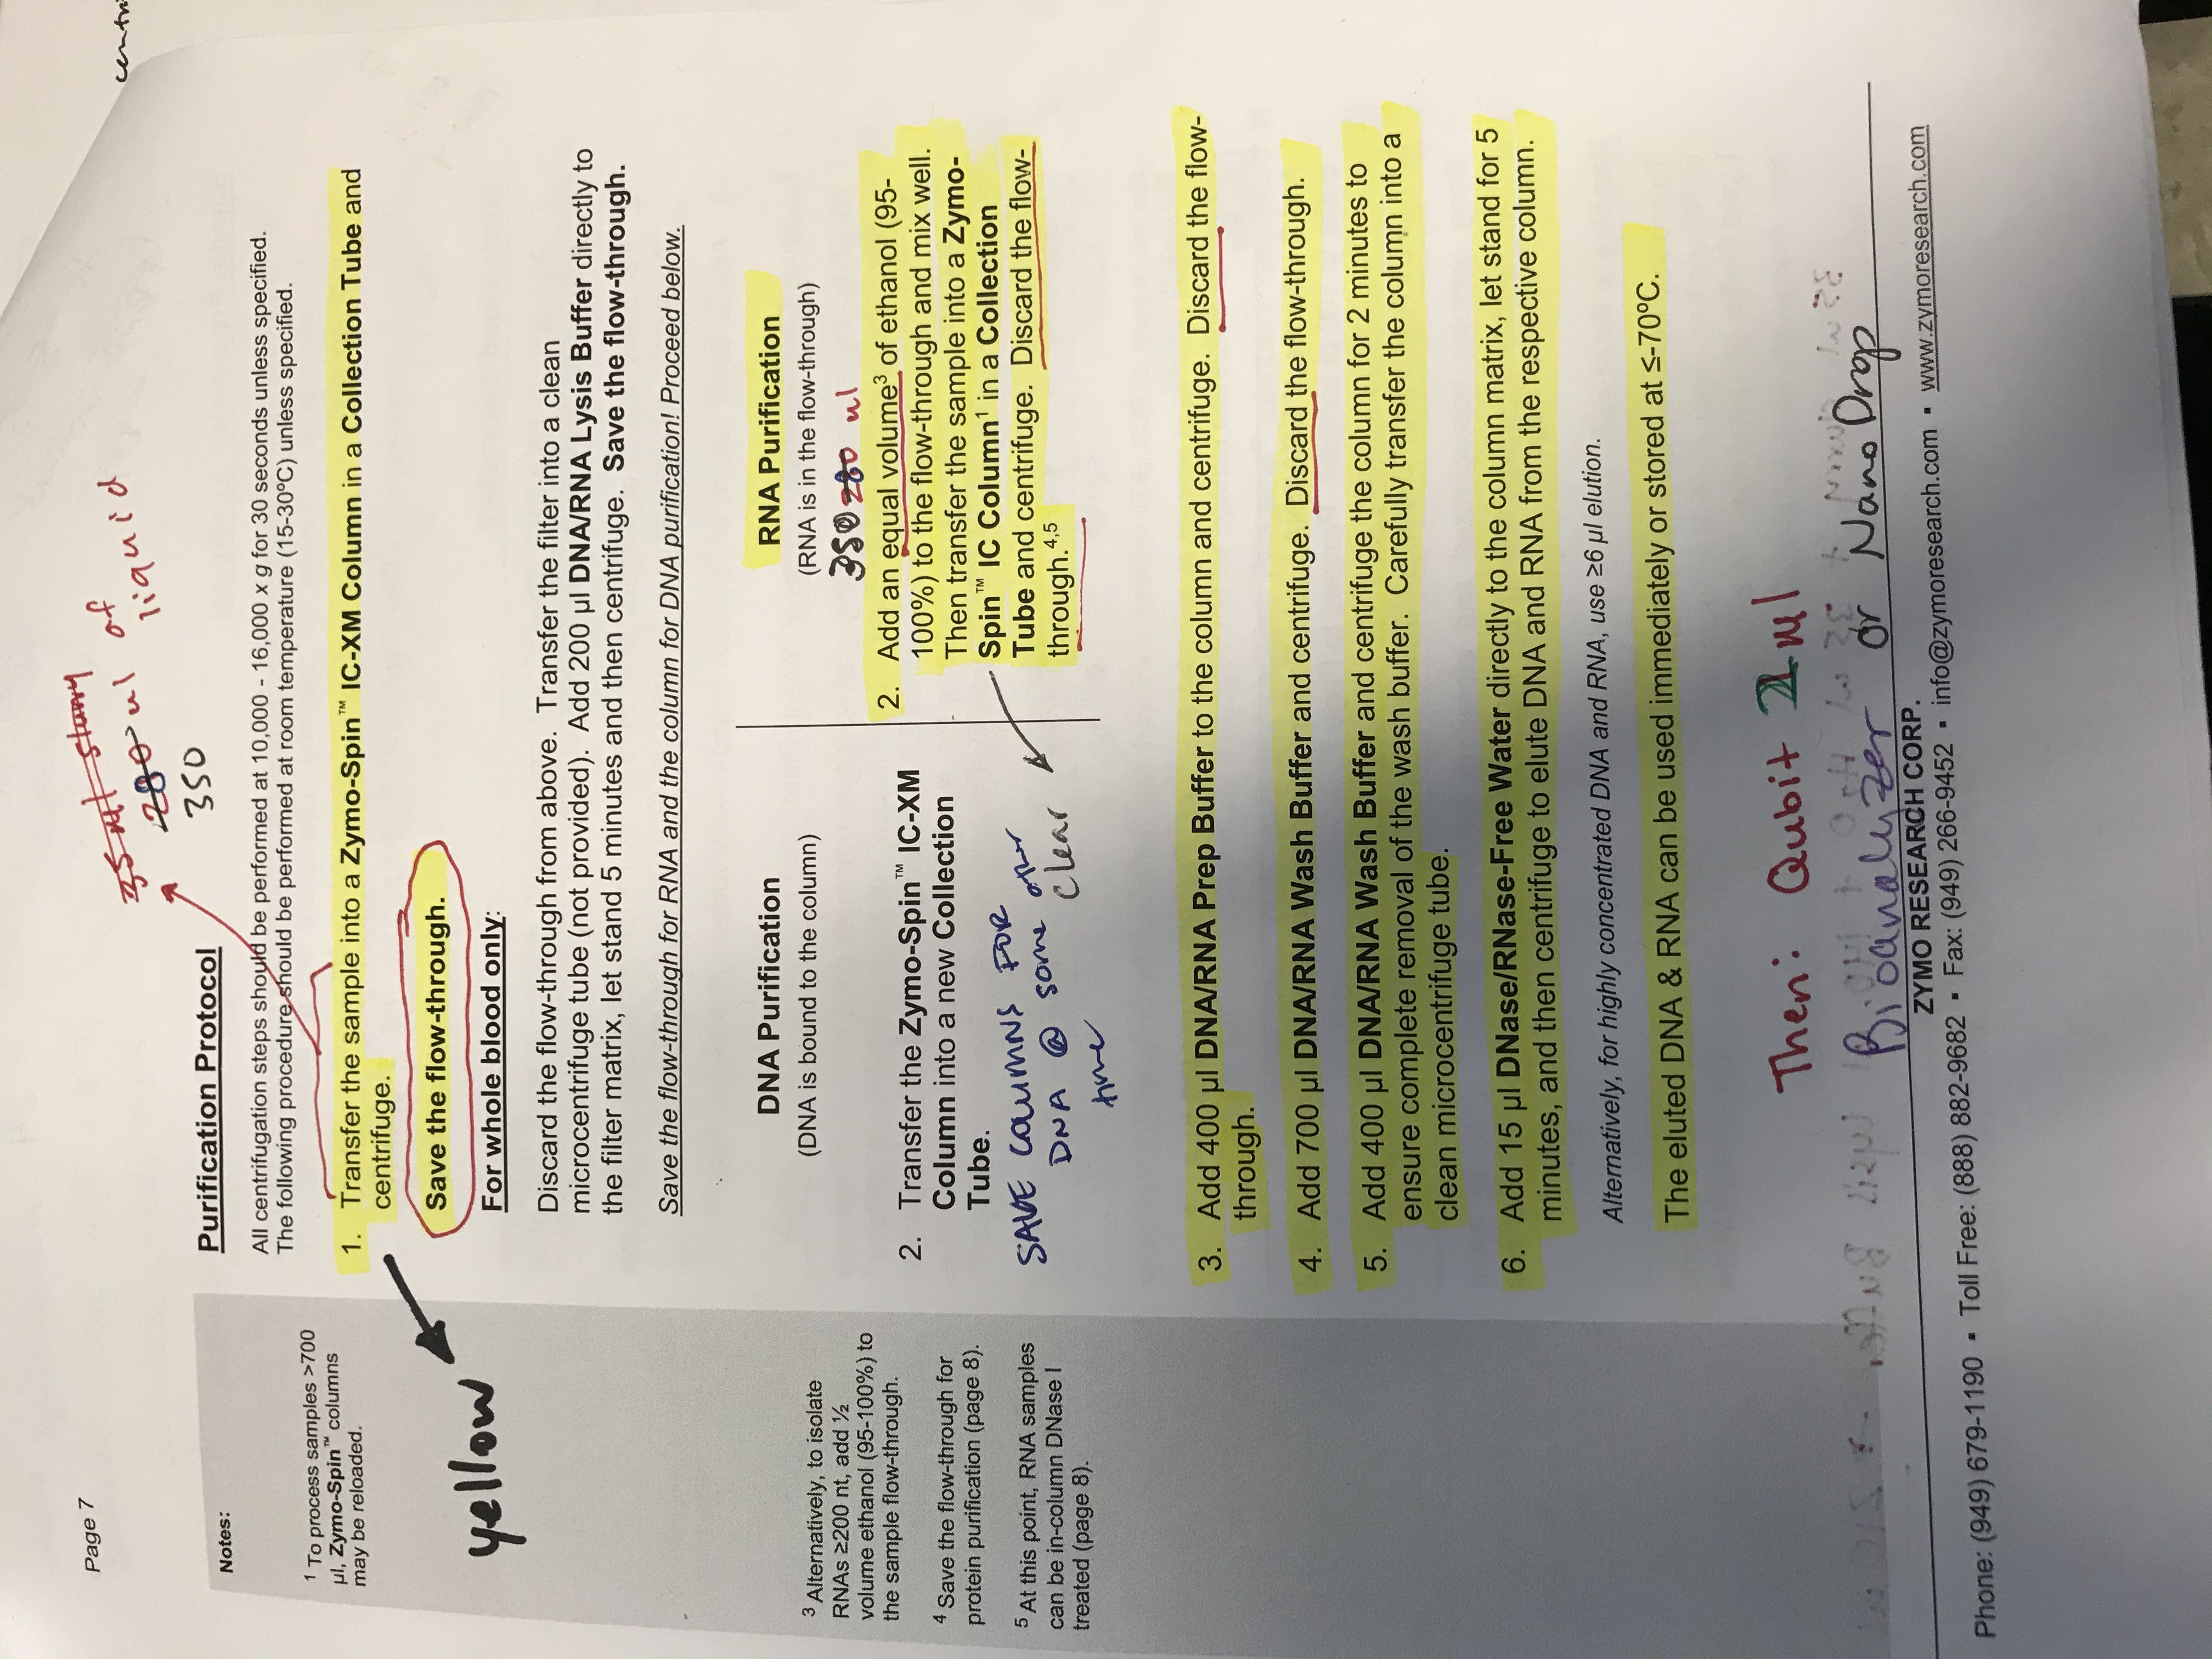 Page 7
35 ul slurry
280 ul of
liquid
350
centri
Purification Protocol
Notes:
All centrifugation steps should be performed at 10,000 - 16,000 x g for 30 seconds unless specified.
The following procedure should be performed at room temperature (15-30ºC) unless specified.
1 To process samples >700
µl, Zymo-Spin™ columns
may be reloaded.
1. Transfer the sample into a Zymo-Spin™ IC-XM Column in a Collection Tube and
centrifuge.
yellow
Save the flow-through.
For whole blood only:
Discard the flow-through from above. Transfer the filter into a clean
microcentrifuge tube (not provided). Add 200 µl DNA/RNA Lysis Buffer directly to
the filter matrix, let stand 5 minutes and then centrifuge. Save the flow-through.
Save the flow-through for RNA and the column for DNA purification! Proceed below.
DNA Purification
(DNA is bound to the column)
3 Alternatively, to isolate
RNAs ≥200 nt, add ½
volume ethanol (95-100%) to
the sample flow-through.
4 Save the flow-through for
protein purification (page 8).
5 At this point, RNA samples
can be in-column DNase I
treated (page 8).
2. Transfer the Zymo-Spin™ IC-XM
Column into a new Collection
Tube.
SAVE COLUMNS FOR
DNA @ some other
time
clear
RNA Purification
(RNA is in the flow-through)
350 280 ul
2. Add an equal volume3 of ethanol (95-
100%) to the flow-through and mix well.
Then transfer the sample into a Zymo-
Spin™ IC Column1 in a Collection
Tube and centrifuge. Discard the flow-
through.4,5
3. Add 400 µl DNA/RNA Prep Buffer to the column and centrifuge. Discard the flow-
through.
4. Add 700 µl DNA/RNA Wash Buffer and centrifuge. Discard the flow-through.
5. Add 400 µl DNA/RNA Wash Buffer and centrifuge the column for 2 minutes to
ensure complete removal of the wash buffer. Carefully transfer the column into a
clean microcentrifuge tube.
6. Add 15 µl DNase/RNase-Free Water directly to the column matrix, let stand for 5
minutes, and then centrifuge to elute DNA and RNA from the respective column.
Alternatively, for highly concentrated DNA and RNA, use ≥6 µl elution.
The eluted DNA & RNA can be used immediately or stored at ≤-70ºC.
Then: Qubit µl
Bioanalyzer or NanoDrop
ZYMO RESEARCH CORP.
Phone: (949) 679-1190 ▪ Toll Free: (888) 882-9682 ▪ Fax: (949) 266-9452 ▪ info@zymoresearch.com ▪ www.zymoresearch.com